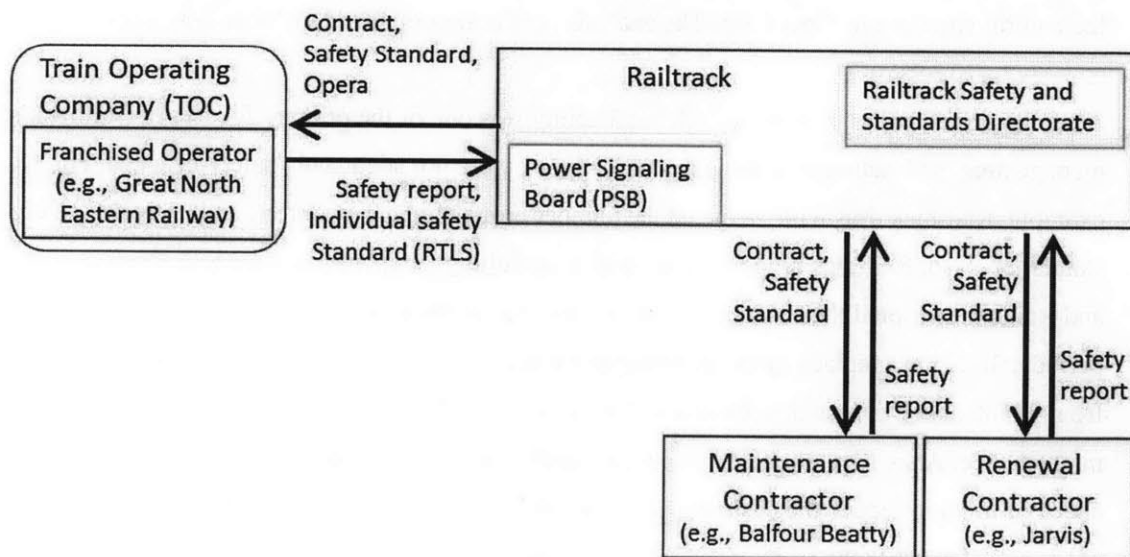 Contract,
Safety Standard,
Opera
Train Operating
Company (TOC)
Franchised Operator
(e.g., Great North
Eastern Railway)
Safety report,
Individual safety
Standard (RTLS)
Railtrack
Railtrack Safety and
Standards Directorate
Power Signaling
Board (PSB)
Contract,
Safety
Standard
Safety
report
Contract,
Safety
Standard
Safety
report
Maintenance
Contractor
(e.g., Balfour Beatty)
Renewal
Contractor
(e.g., Jarvis)